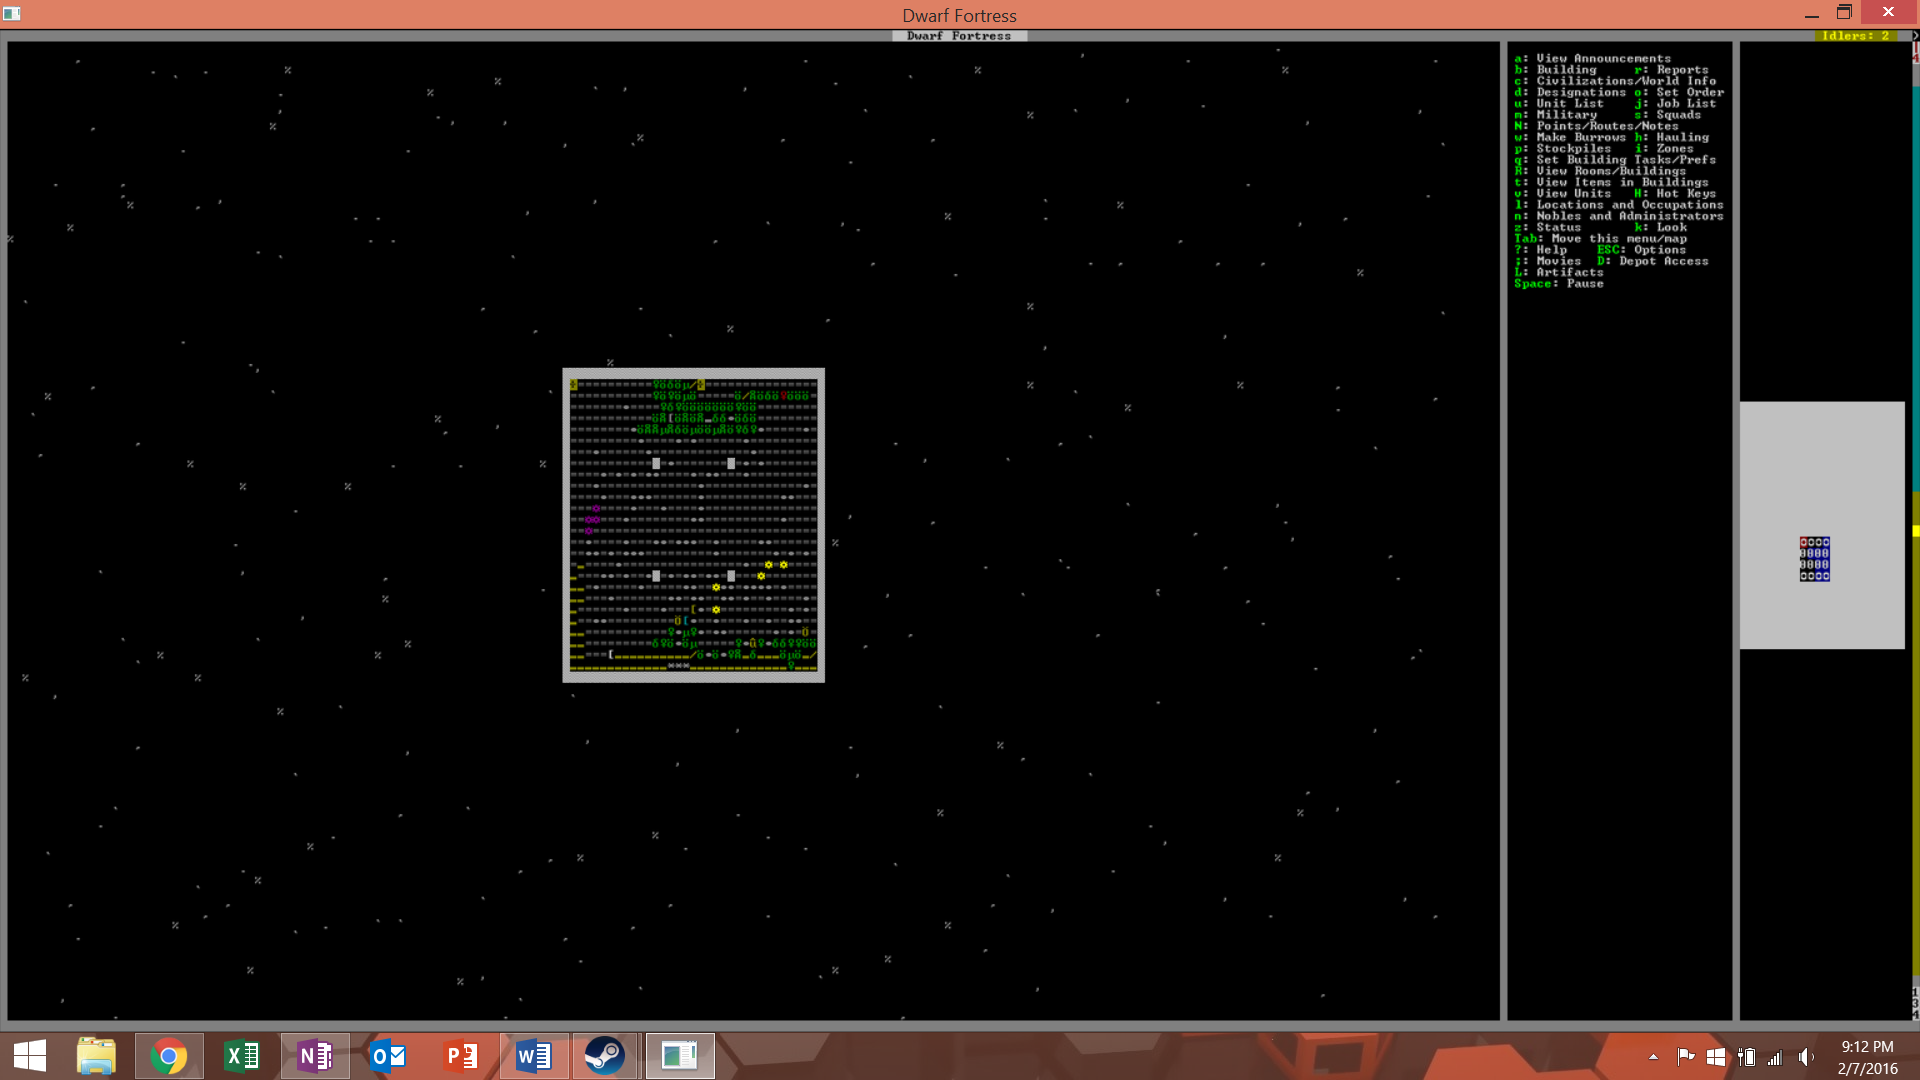 Dwarf Fortress
Dwarf Fortress
Idlers: 2
a: View Announcements
b: Building r: Reports
c: Civilizations/World Info
d: Designations o: Set Order
u: Unit List j: Job List
m: Military s: Squads
N: Points/Routes/Notes
w: Make Burrows h: Hauling
p: Stockpiles i: Zones
q: Set Building Tasks/Prefs
R: View Rooms/Buildings
t: View Items in Buildings
v: View Units H: Hot Keys
l: Locations and Occupations
n: Nobles and Administrators
z: Status k: Look
Tab: Move this menu/map
?: Help ESC: Options
;: Movies D: Depot Access
L: Artifacts
Space: Pause
9:12 PM
2/7/2016